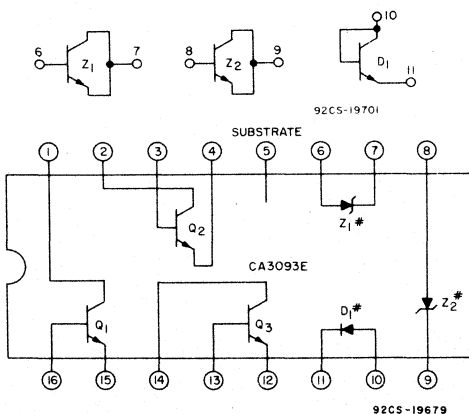 6 Z1 7 8 Z2 9 10 D1 11
92CS-19701
SUBSTRATE
1 2 3 4 5 6 7 8
Q2 Z1#
CA3093E
Q1 Q3 D1# Z2#
16 15 14 13 12 11 10 9
92CS-19679